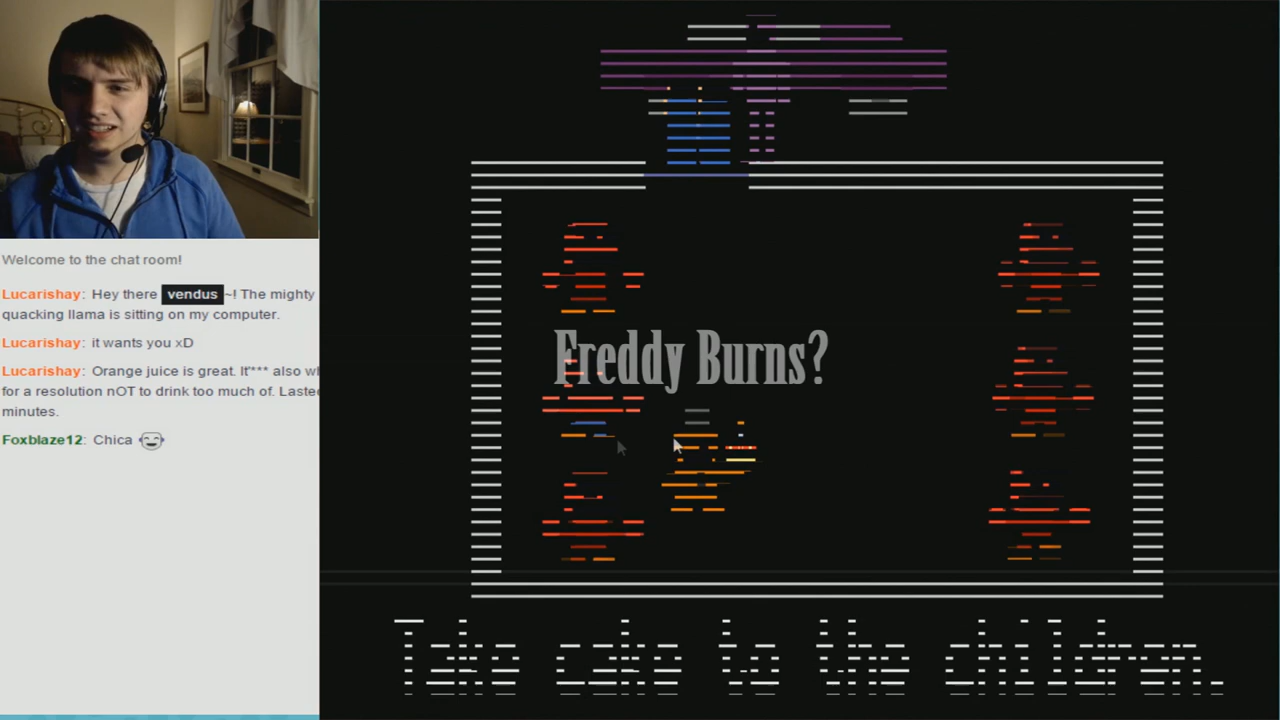 Welcome to the chat room!
Lucarishay: Hey there vendus ~! The mighty
quacking llama is sitting on my computer.
Lucarishay: it wants you xD
Lucarishay: Orange juice is great. It'*** also
for a resolution nOT to drink too much of. Laste
minutes.
Foxblaze12: Chica
Freddy Burns?
Take cake to the children.